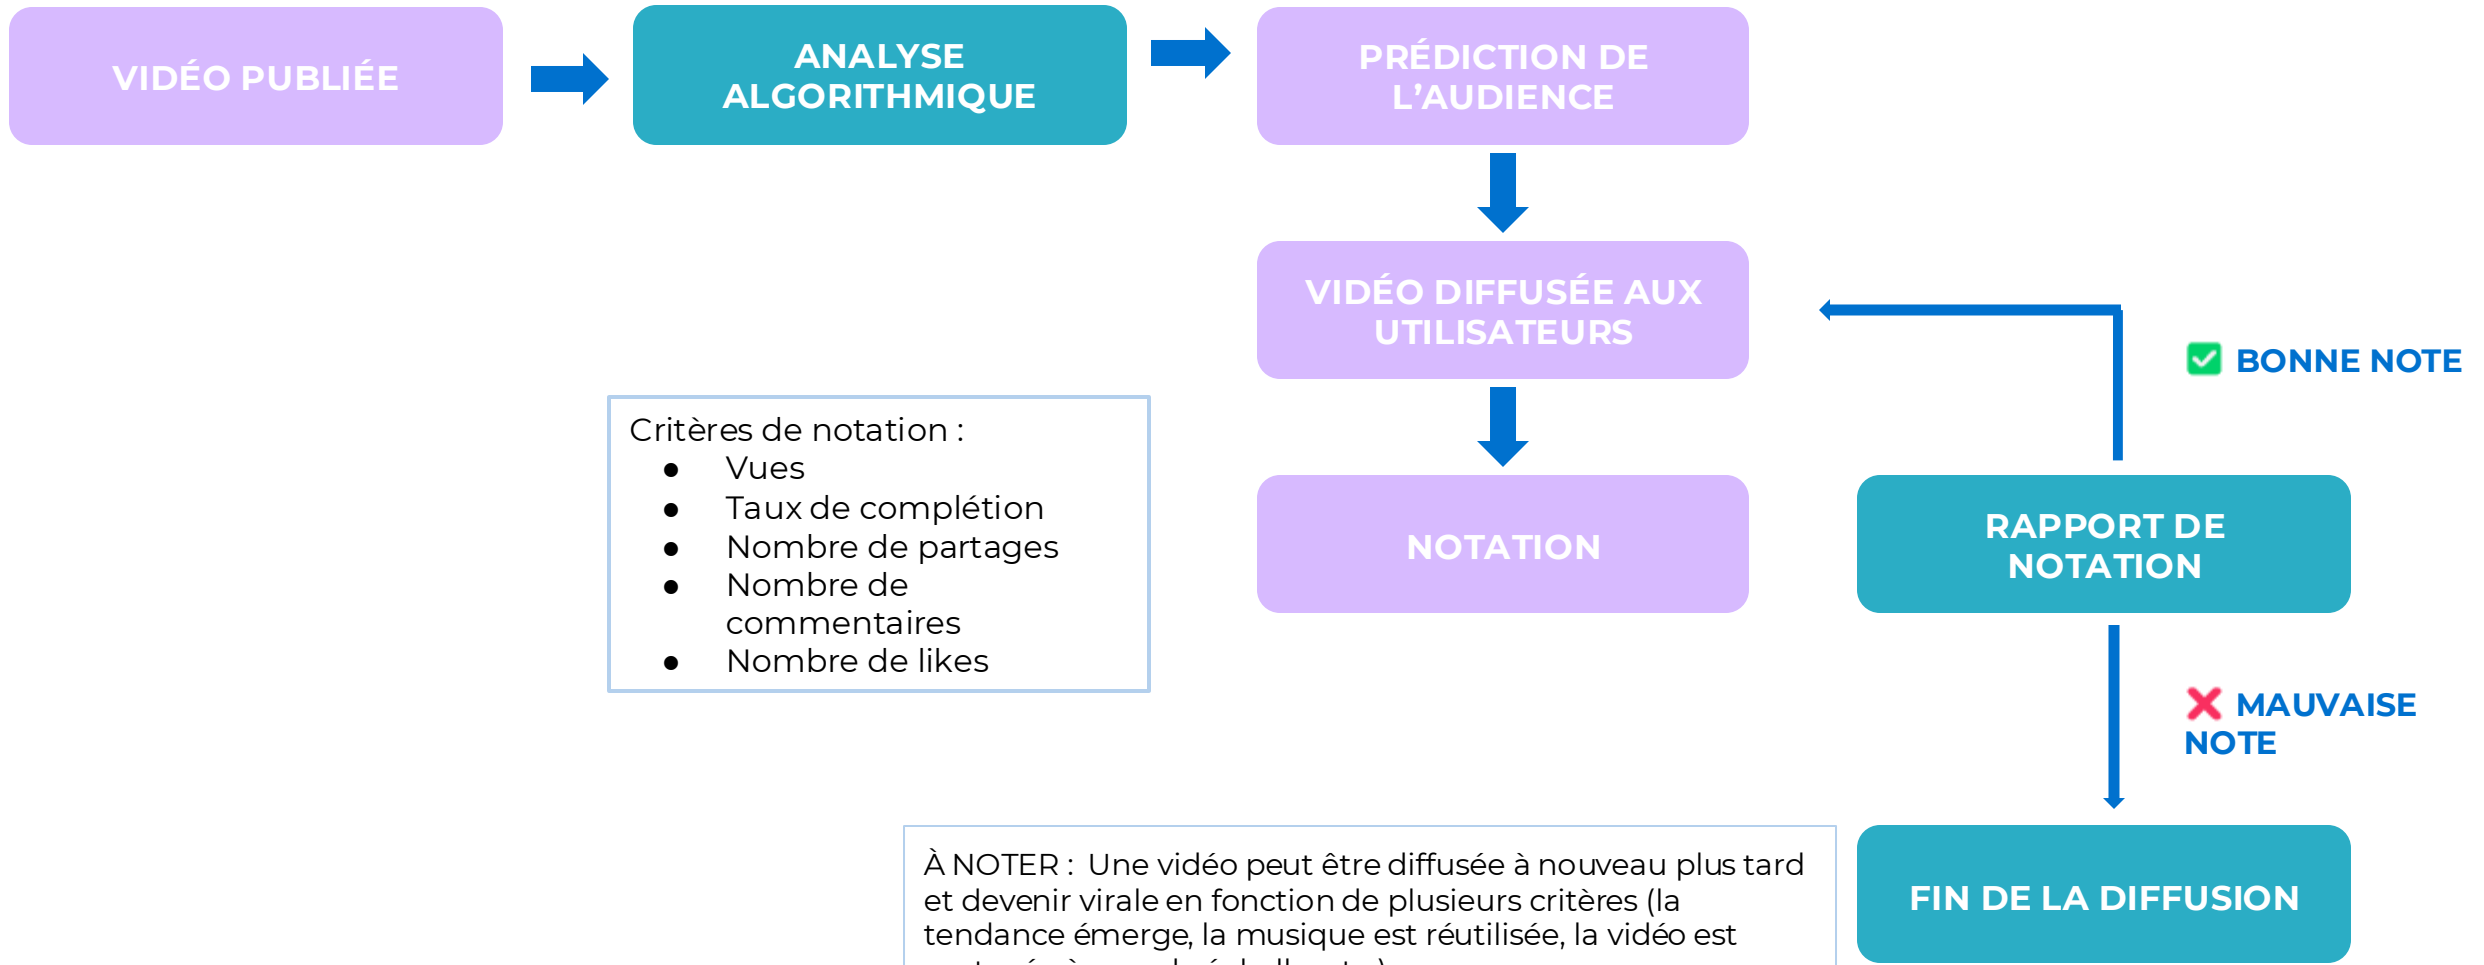 VIDÉO PUBLIÉE
ANALYSE
ALGORITHMIQUE
PRÉDICTION DE
L’AUDIENCE
VIDÉO DIFFUSÉE AUX
UTILISATEURS
BONNE NOTE
Critères de notation :
● Vues
● Taux de complétion
● Nombre de partages
● Nombre de
commentaires
● Nombre de likes
NOTATION
RAPPORT DE
NOTATION
MAUVAISE
NOTE
À NOTER : Une vidéo peut être diffusée à nouveau plus tard
et devenir virale en fonction de plusieurs critères (la
tendance émerge, la musique est réutilisée, la vidéo est
FIN DE LA DIFFUSION